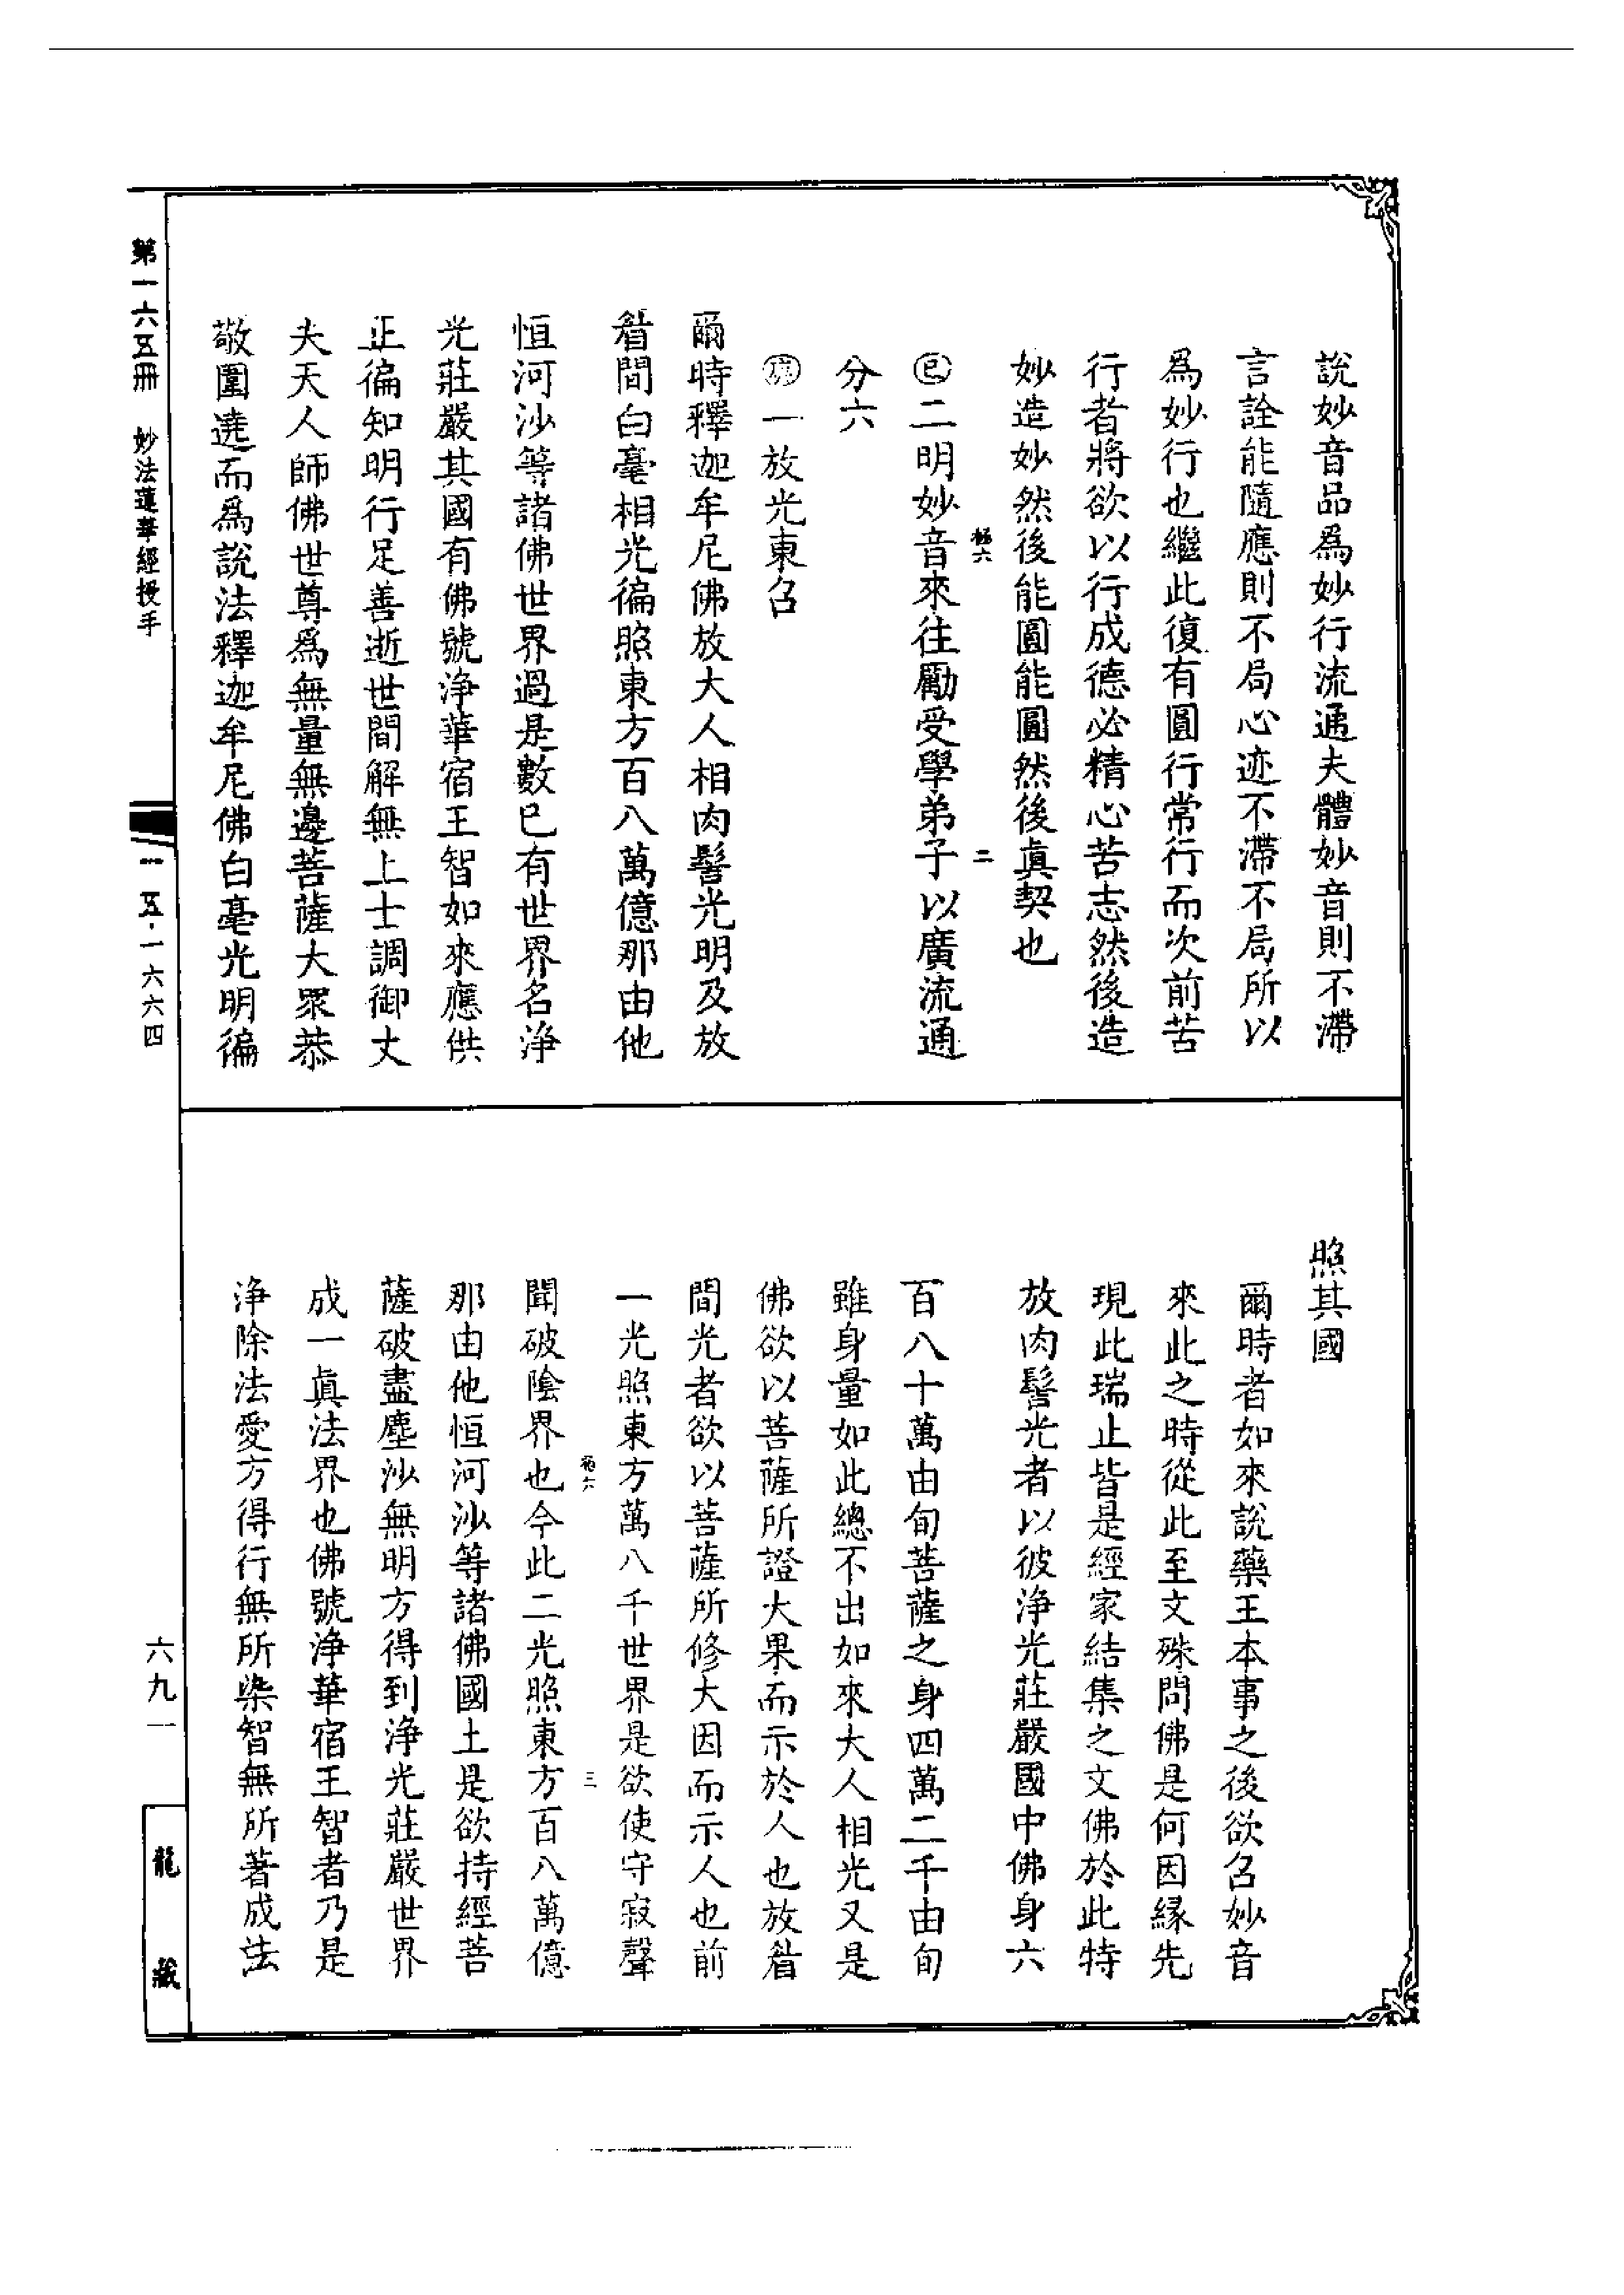 說妙音品爲妙行流通夫體妙音則不滯
言詮能隨應則不局心迹不滯不局所以
爲妙行也繼此復有圓行常行而次前苦
行者將欲以行成德必精心苦志然後造
妙造妙然後能圓能圓然後眞契也
二
㊁二明妙音來往勵受學弟子以廣流通
分六
一放光東召
爾時釋迦牟尼佛放大人相肉髻光明及放
眉間白毫相光徧照東方百八萬億那由他
恒河沙等諸佛世界過是數已有世界名淨
光莊嚴其國有佛號淨華宿王智如來應供
正徧知明行足善逝世間解無上士調御丈
夫天人師佛世尊爲無量無邊菩薩大眾恭
敬圍遶而爲說法釋迦牟尼佛白毫光明徧
照其國
爾時者如來說藥王本事之後欲召妙音
來此之時從此至文殊問佛是何因緣先
現此瑞止皆是經家結集之文佛於此特
放肉髻光者以彼淨光莊嚴國中佛身六
百八十萬由旬菩薩之身四萬二千由旬
雖身量如此總不出如來大人相光又是
佛欲以菩薩所證大果而示於人也放眉
間光者欲以菩薩所修大因而示人也前
一光照東方萬八千世界是欲使守寂聲
三
聞破陰界也今此二光照東方百八萬億
那由他恒河沙等諸佛國土是欲持經菩
薩破盡塵沙無明方得到淨光莊嚴世界
成一眞法界也佛號淨華宿王智者乃是
淨除法愛方得行無所染智無所著成法
第一六五冊　妙法蓮華經授手
一五·一六六四
六九一
龍藏